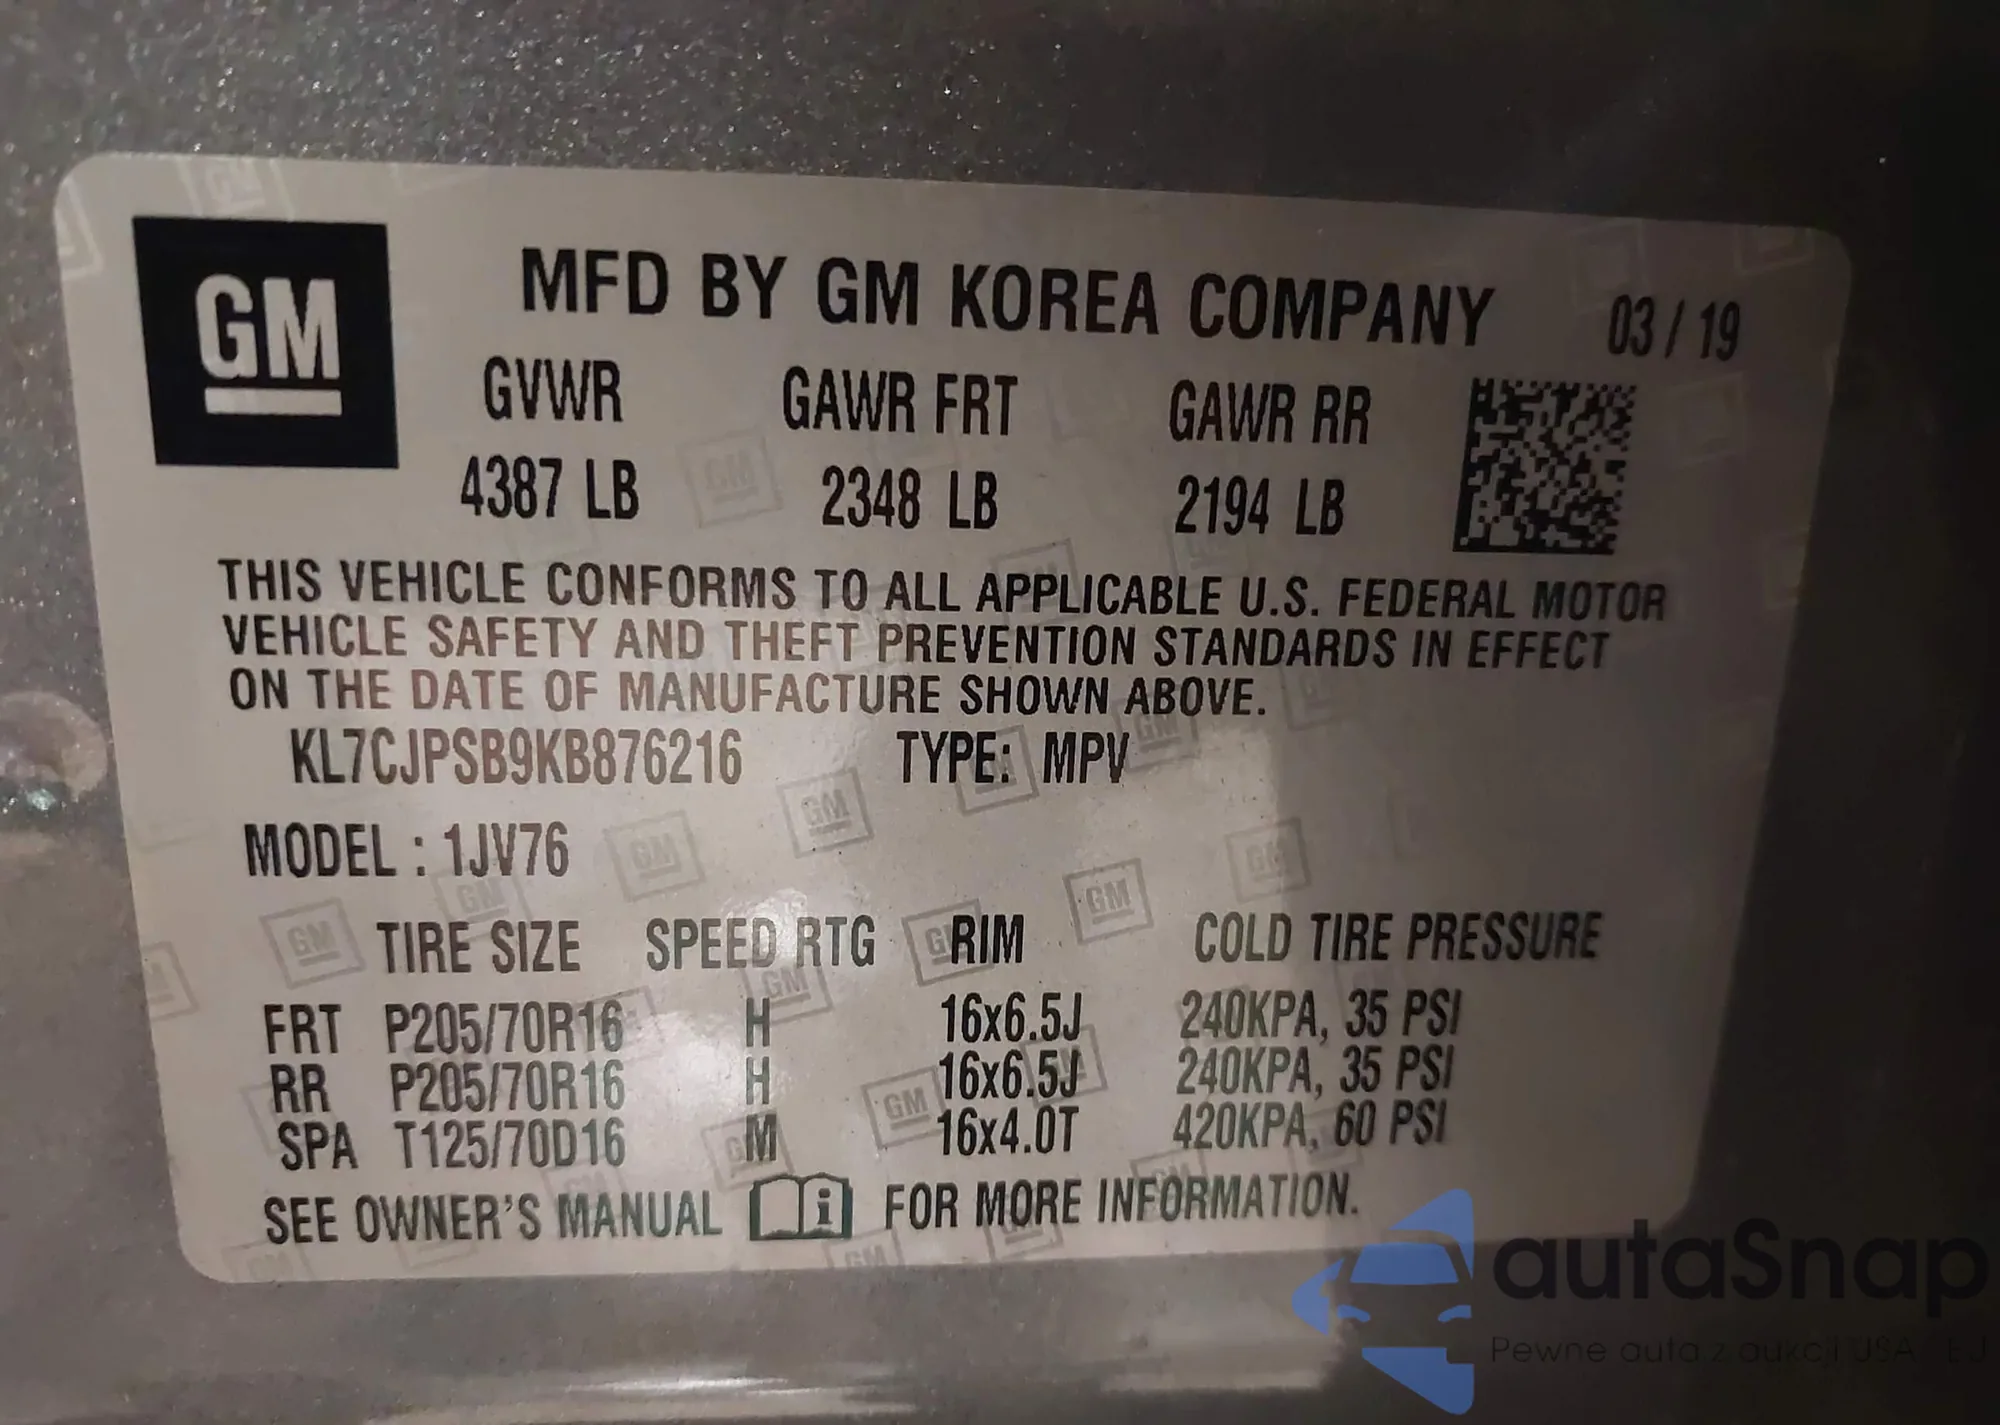 GM
MFD BY GM KOREA COMPANY 03 / 19
GVWR GAWR FRT GAWR RR
4387 LB 2348 LB 2194 LB
THIS VEHICLE CONFORMS TO ALL APPLICABLE U.S. FEDERAL MOTOR
VEHICLE SAFETY AND THEFT PREVENTION STANDARDS IN EFFECT
ON THE DATE OF MANUFACTURE SHOWN ABOVE.
KL7CJPSB9KB876216 TYPE: MPV
MODEL : 1JV76
TIRE SIZE SPEED RTG RIM COLD TIRE PRESSURE
FRT P205/70R16 H 16x6.5J 240KPA, 35 PSI
RR P205/70R16 H 16x6.5J 240KPA, 35 PSI
SPA T125/70D16 M 16x4.0T 420KPA, 60 PSI
SEE OWNER'S MANUAL i FOR MORE INFORMATION.
autaSnap
Pewne auta z aukcji USA